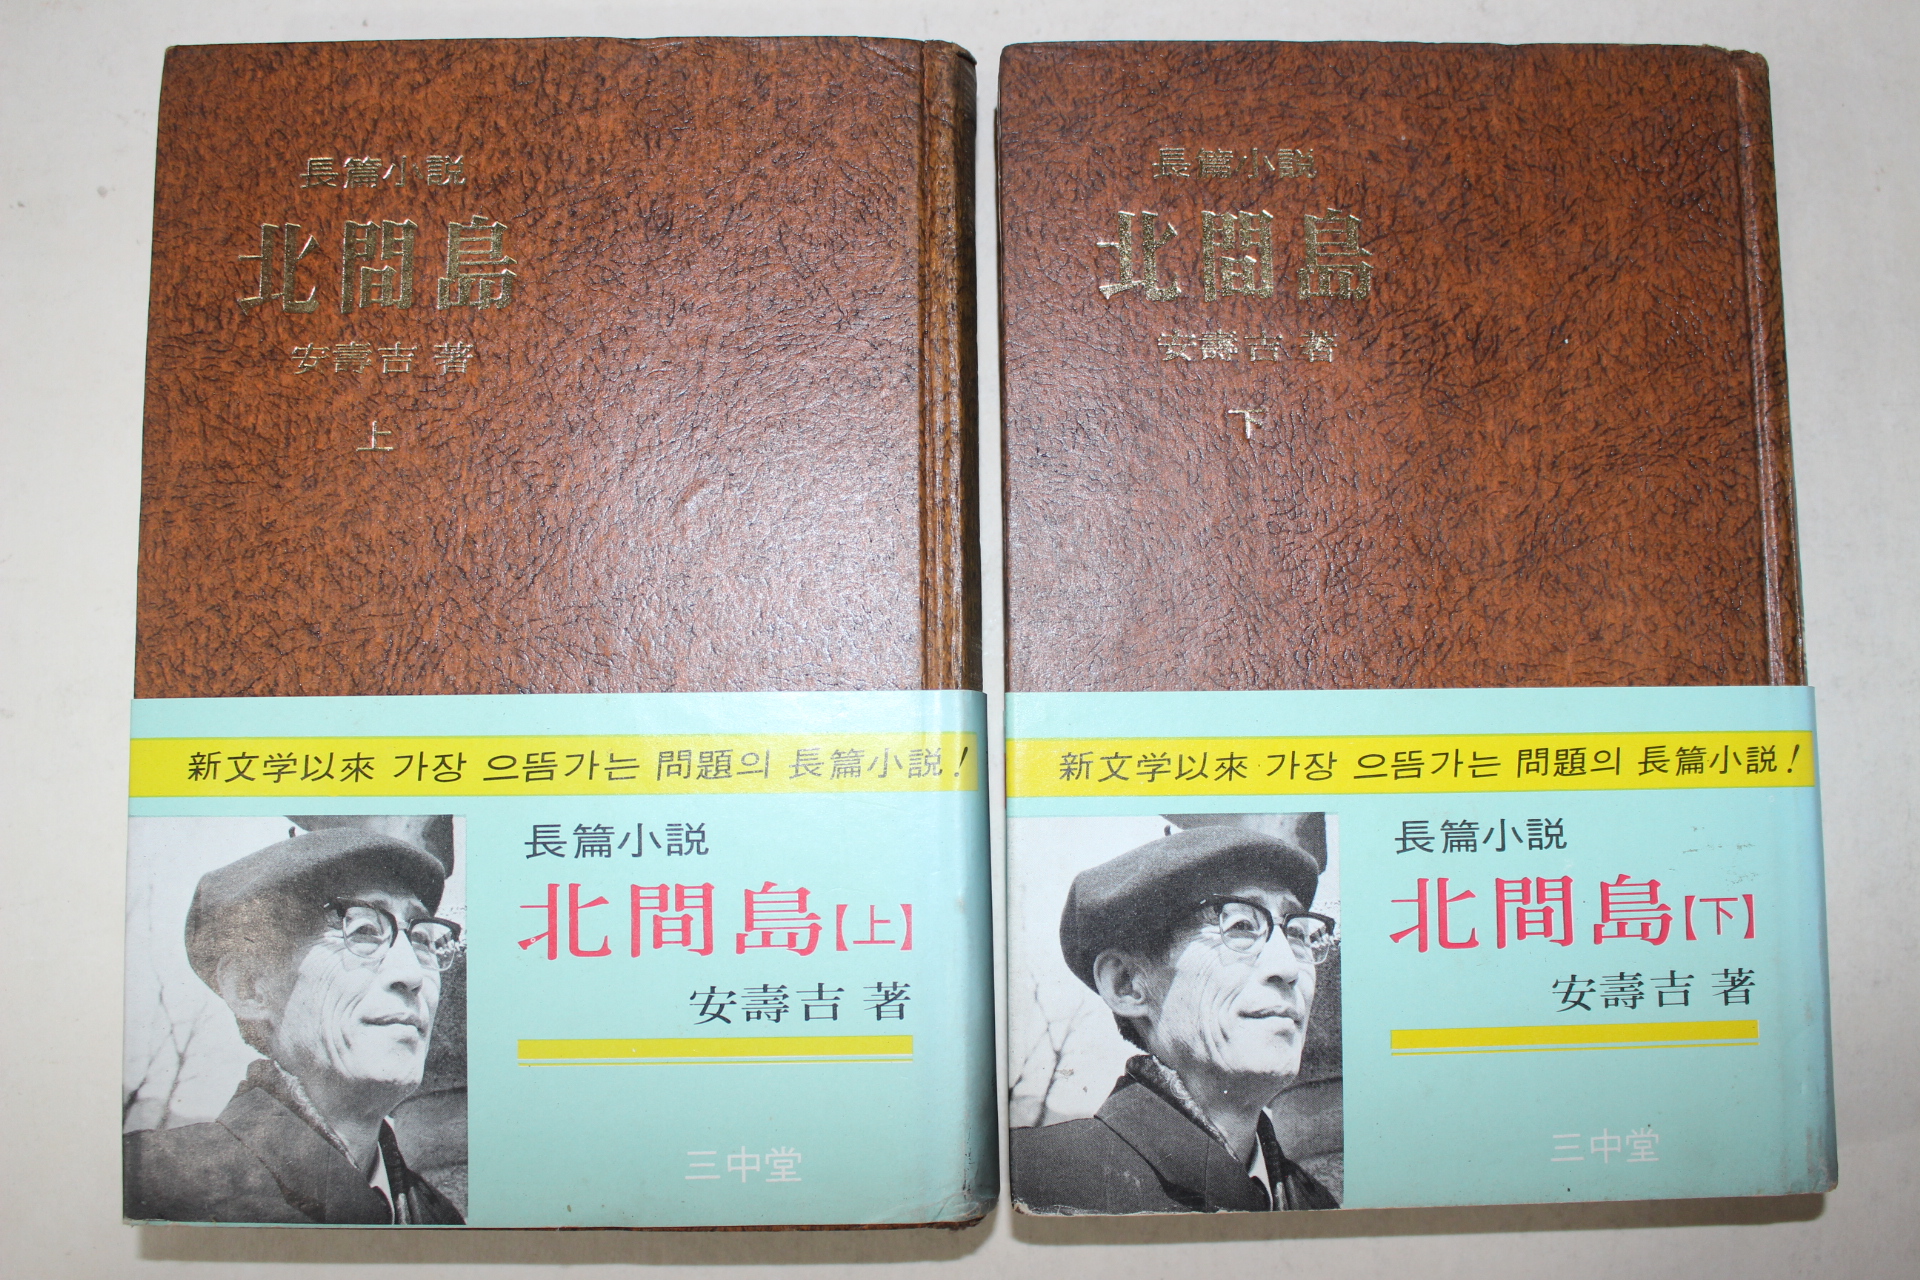 長篇小説
北間島
安壽吉 著
上
新文学以來 가장 으뜸가는 問題의 長篇小説!
長篇小説
北間島【上】
安壽吉 著
三中堂
長篇小説
北間島
安壽吉 著
下
新文学以來 가장 으뜸가는 問題의 長篇小説!
長篇小説
北間島【下】
安壽吉 著
三中堂